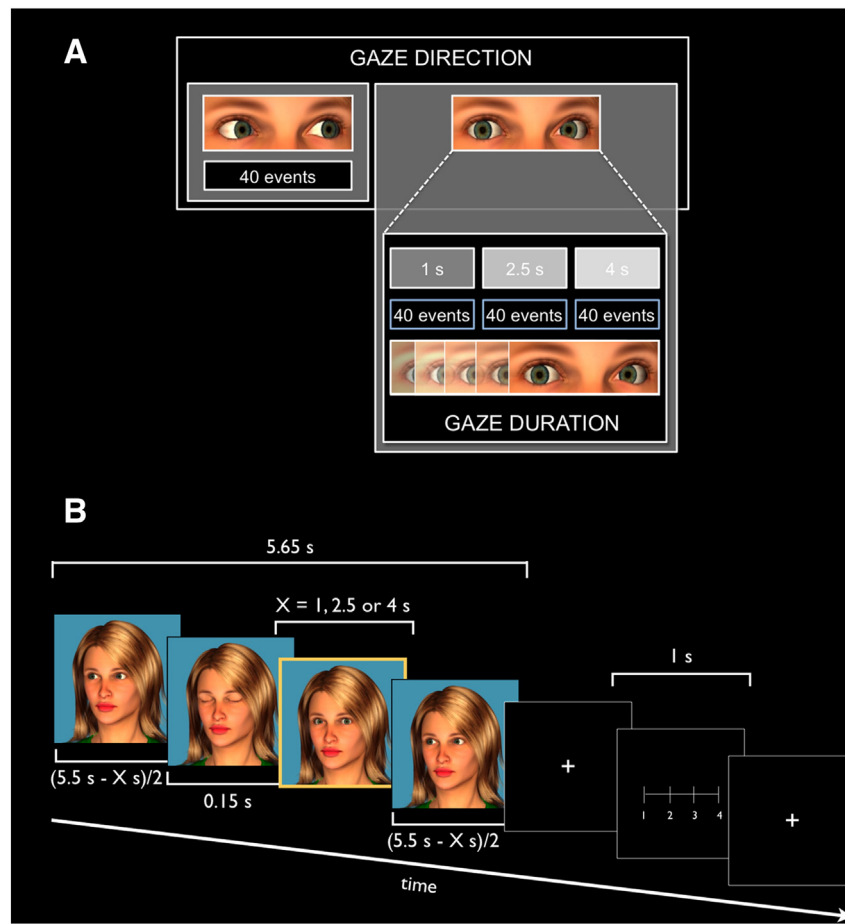 A
GAZE DIRECTION
40 events
1 s 2.5 s 4 s
40 events 40 events 40 events
GAZE DURATION
B
5.65 s
X = 1, 2.5 or 4 s
1 s
(5.5 s - X s)/2
0.15 s
(5.5 s - X s)/2
+
1 2 3 4
+
time